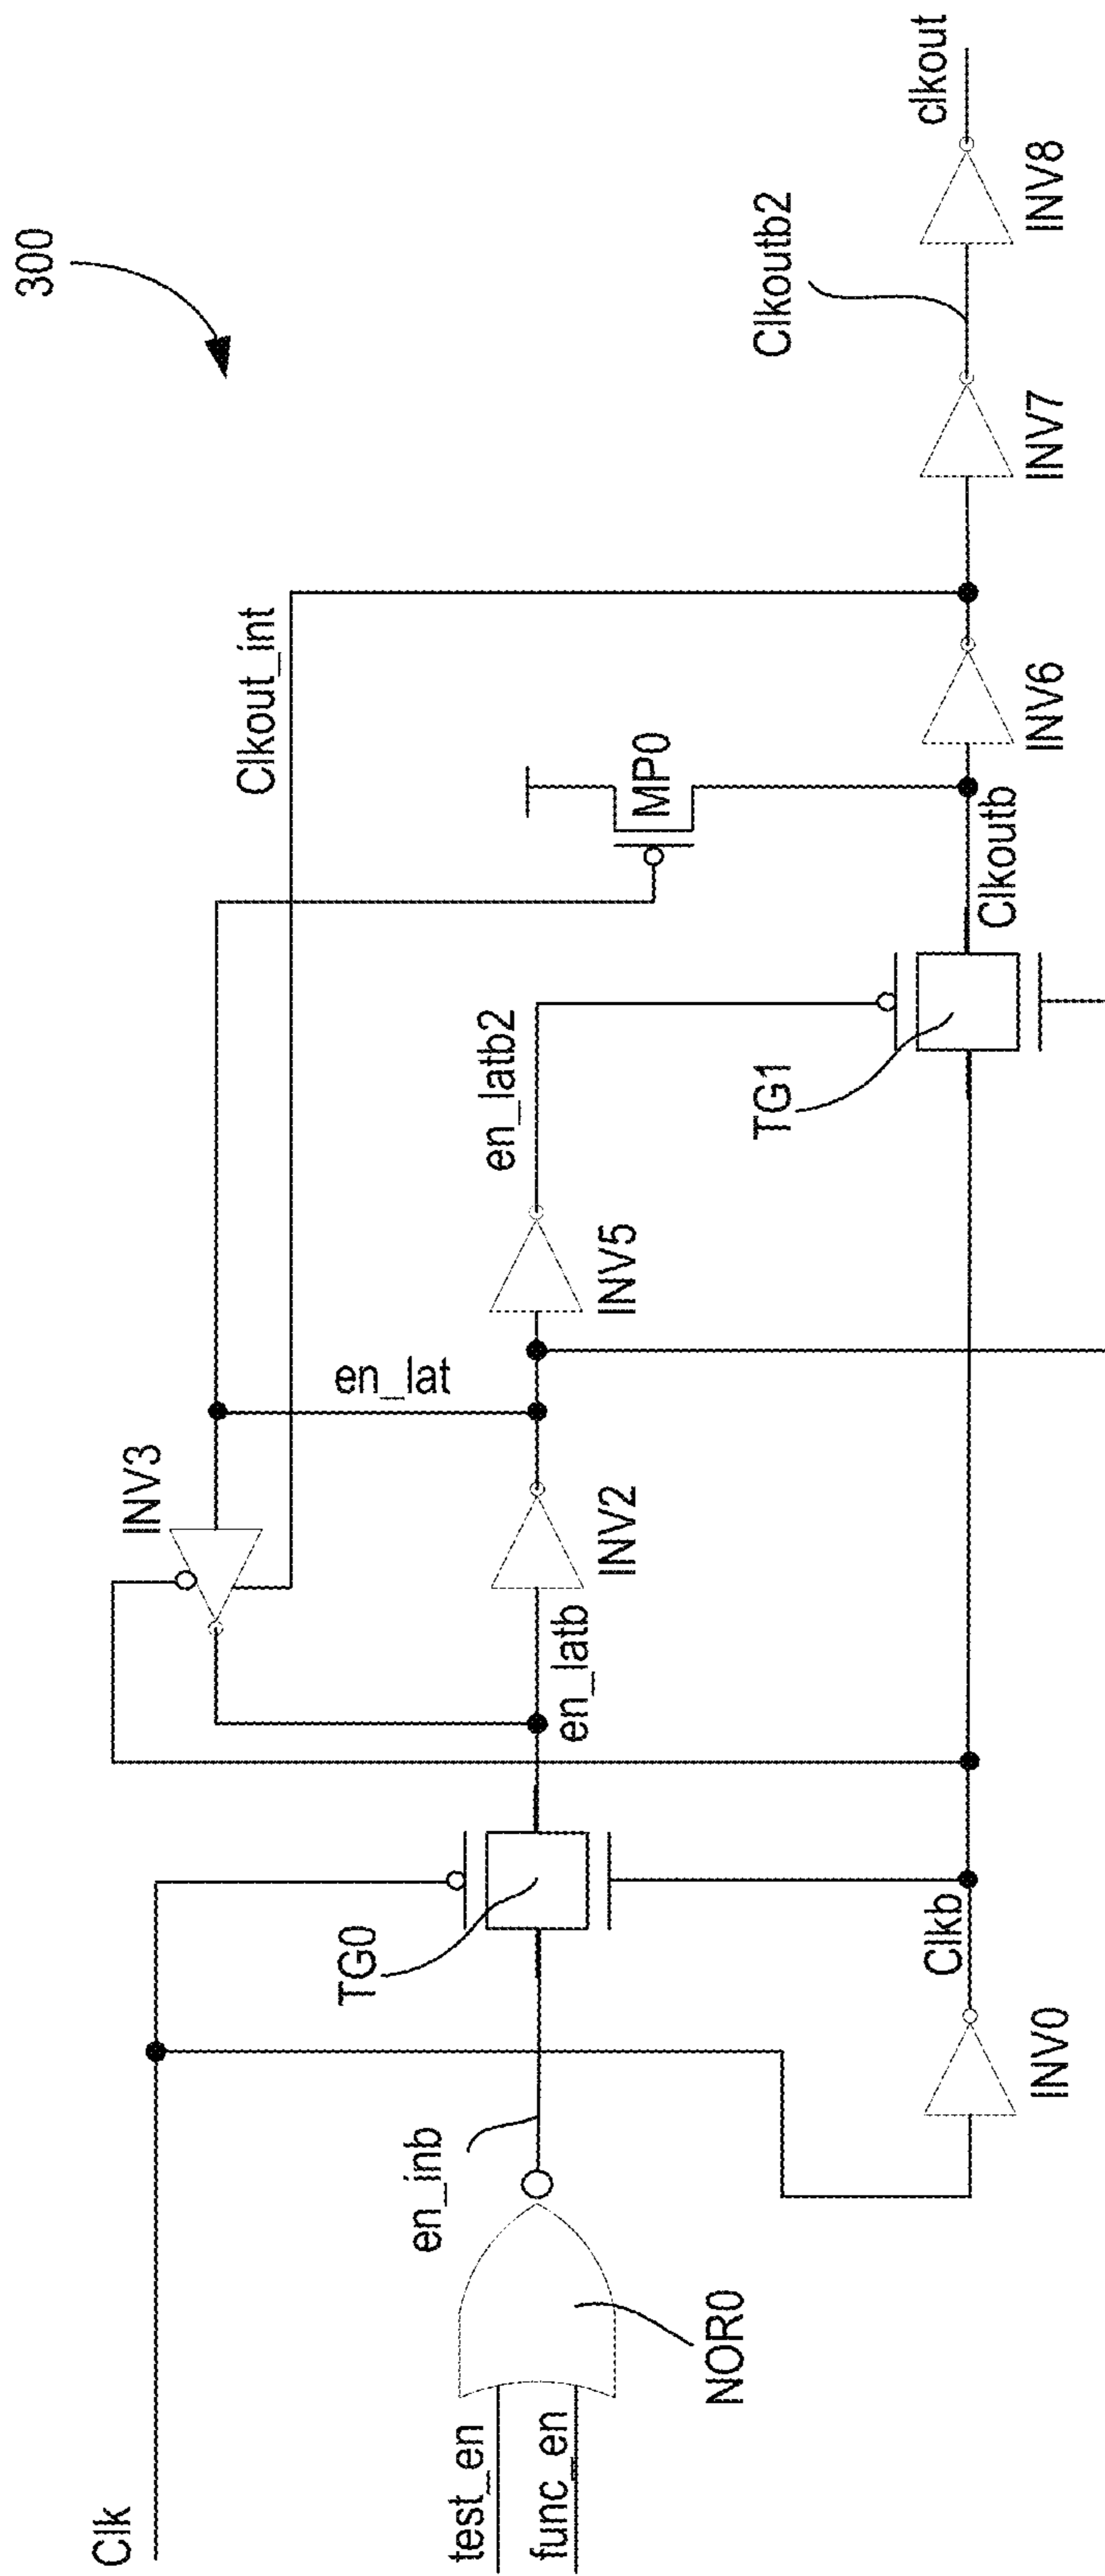 300
Clk
test_en
func_en
NOR0
en_inb
TG0
INV0
Clkb
en_latb
INV2
INV3
en_lat
INV5
en_latb2
TG1
Clkoutb
MP0
Clkout_int
INV6
INV7
Clkoutb2
INV8
clkout